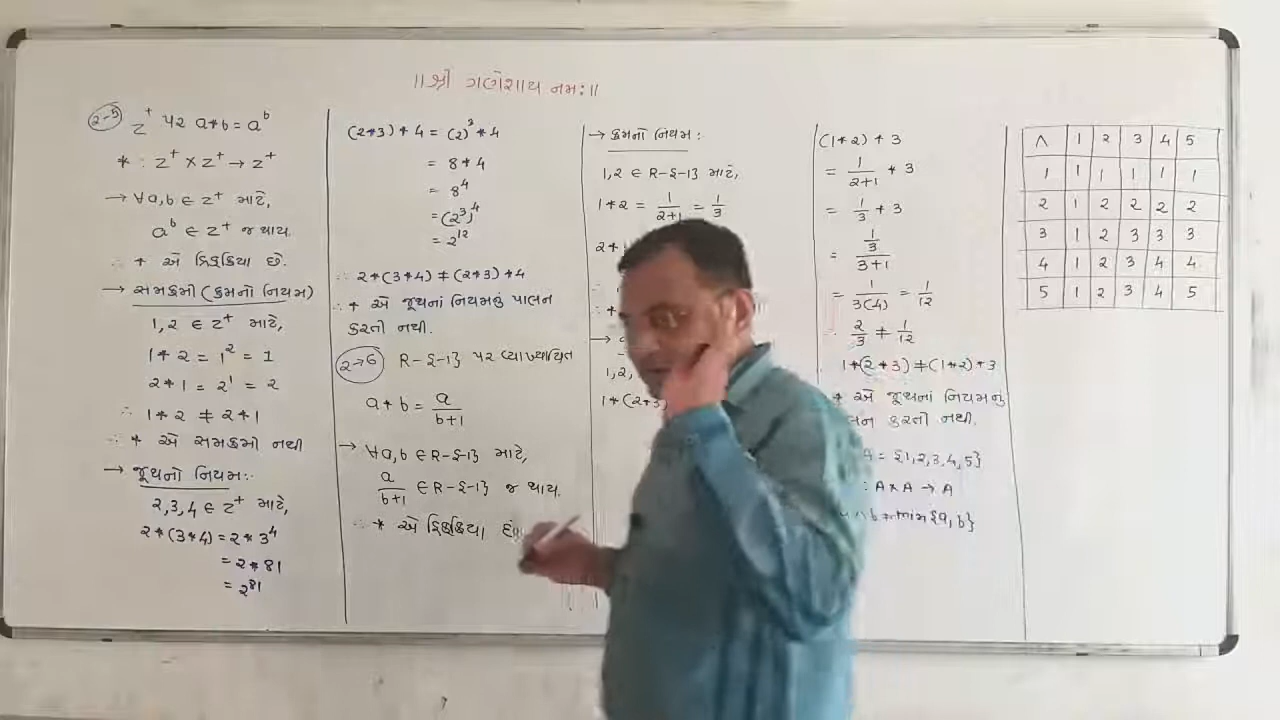 ॥ શ્રી ગણેશાય નમઃ ॥
2→5 Z⁺ પર a*b = aᵇ
* : Z⁺ × Z⁺ → Z⁺
→ ∀a,b ∈ Z⁺ માટે,
aᵇ ∈ Z⁺ જ થાય.
∴ * એ દ્વિક્રિયા છે.
→ સમક્રમી (ક્રમનો નિયમ)
1,2 ∈ Z⁺ માટે,
1*2 = 1² = 1
2*1 = 2¹ = 2
∴ 1*2 ≠ 2*1
∴ * એ સમક્રમી નથી
→ જૂથનો નિયમ:-
2,3,4 ∈ Z⁺ માટે,
2*(3*4) = 2*3⁴
= 2*81
= 2⁸¹
(2*3)*4 = (2)³*4
= 8*4
= 8⁴
= (2³)⁴
= 2¹²
∴ 2*(3*4) ≠ (2*3)*4
∴ * એ જૂથનાં નિયમનું પાલન
કરતી નથી.
2→6 R-{-1} પર વ્યાખ્યાયિત
a*b = a/(b+1)
→ ∀a,b ∈ R-{-1} માટે,
a/(b+1) ∈ R-{-1} જ થાય.
∴ * એ દ્વિક્રિયા
→ ક્રમનો નિયમ:
1,2 ∈ R-{-1} માટે,
1*2 = 1/(2+1) = 1/3
2*
∴
∴ *
→
1,2,
1*(2*3)
(1*2)*3
= 1/(2+1) * 3
= 1/3 * 3
= (1/3)/(3+1)
= 1/3(4) = 1/12
∴ 2/3 ≠ 1/12
1*(2*3) ≠ (1*2)*3
* એ જૂથનાં નિયમનું
નથી.
A = {1,2,3,4,5}
: A×A → A
{a,b}
∧ 1 2 3 4 5
1 1 1 1 1 1
2 1 2 2 2 2
3 1 2 3 3 3
4 1 2 3 4 4
5 1 2 3 4 5